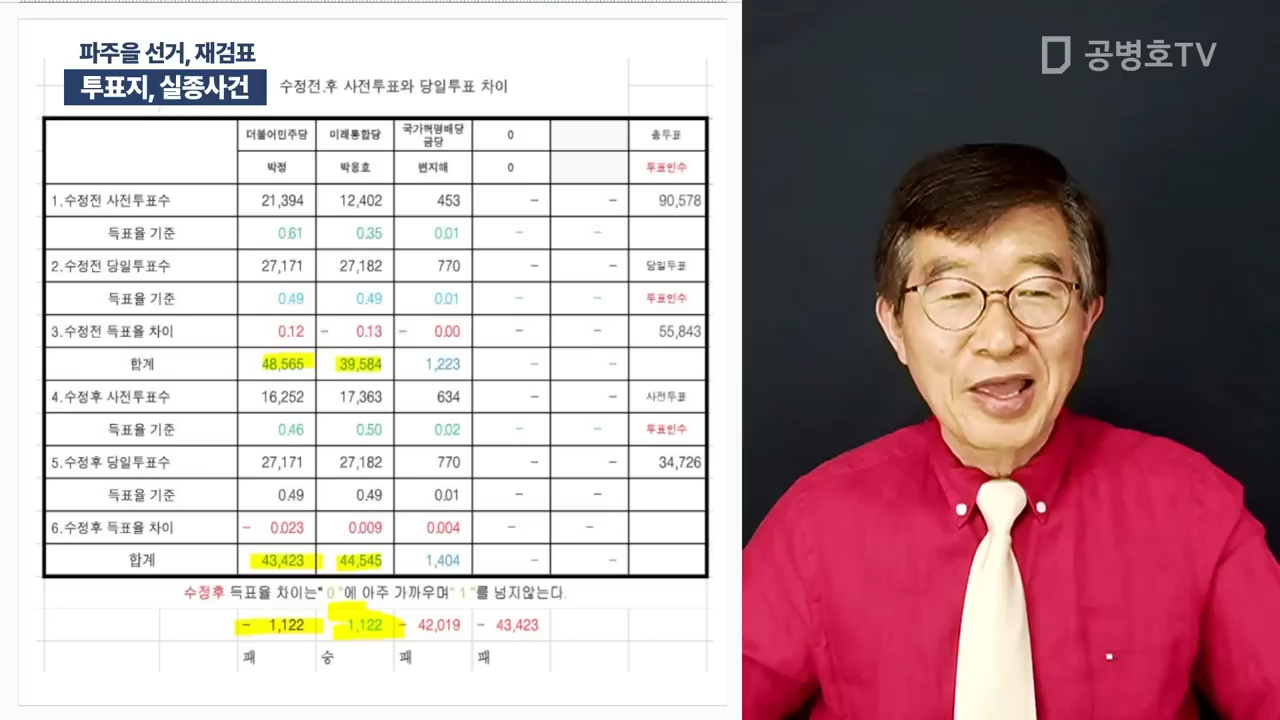 파주을 선거, 재검표
투표지, 실종사건
공병호TV
수정전.후 사전투표와 당일투표 차이
더불어민주당 미래통합당 국가혁명배당금당 0 총투표
박정 박용호 변지해 0 투표인수
1.수정전 사전투표수 21,394 12,402 453 - - 90,578
득표율 기준 0.61 0.35 0.01 - -
2.수정전 당일투표수 27,171 27,182 770 - - 당일투표
득표율 기준 0.49 0.49 0.01 - - 투표인수
3.수정전 득표율 차이 0.12 - 0.13 - 0.00 - - 55,843
합계 48,565 39,584 1,223 - -
4.수정후 사전투표수 16,252 17,363 634 - - 사전투표
득표율 기준 0.46 0.50 0.02 - - 투표인수
5.수정후 당일투표수 27,171 27,182 770 - - 34,726
득표율 기준 0.49 0.49 0.01 - -
6.수정후 득표율 차이 - 0.023 0.009 0.004 - -
합계 43,423 44,545 1,404 - -
수정후 득표율 차이는" 0 "에 아주 가까우며" 1 "를 넘지않는다.
- 1,122 1,122 - 42,019 - 43,423
패 승 패 패